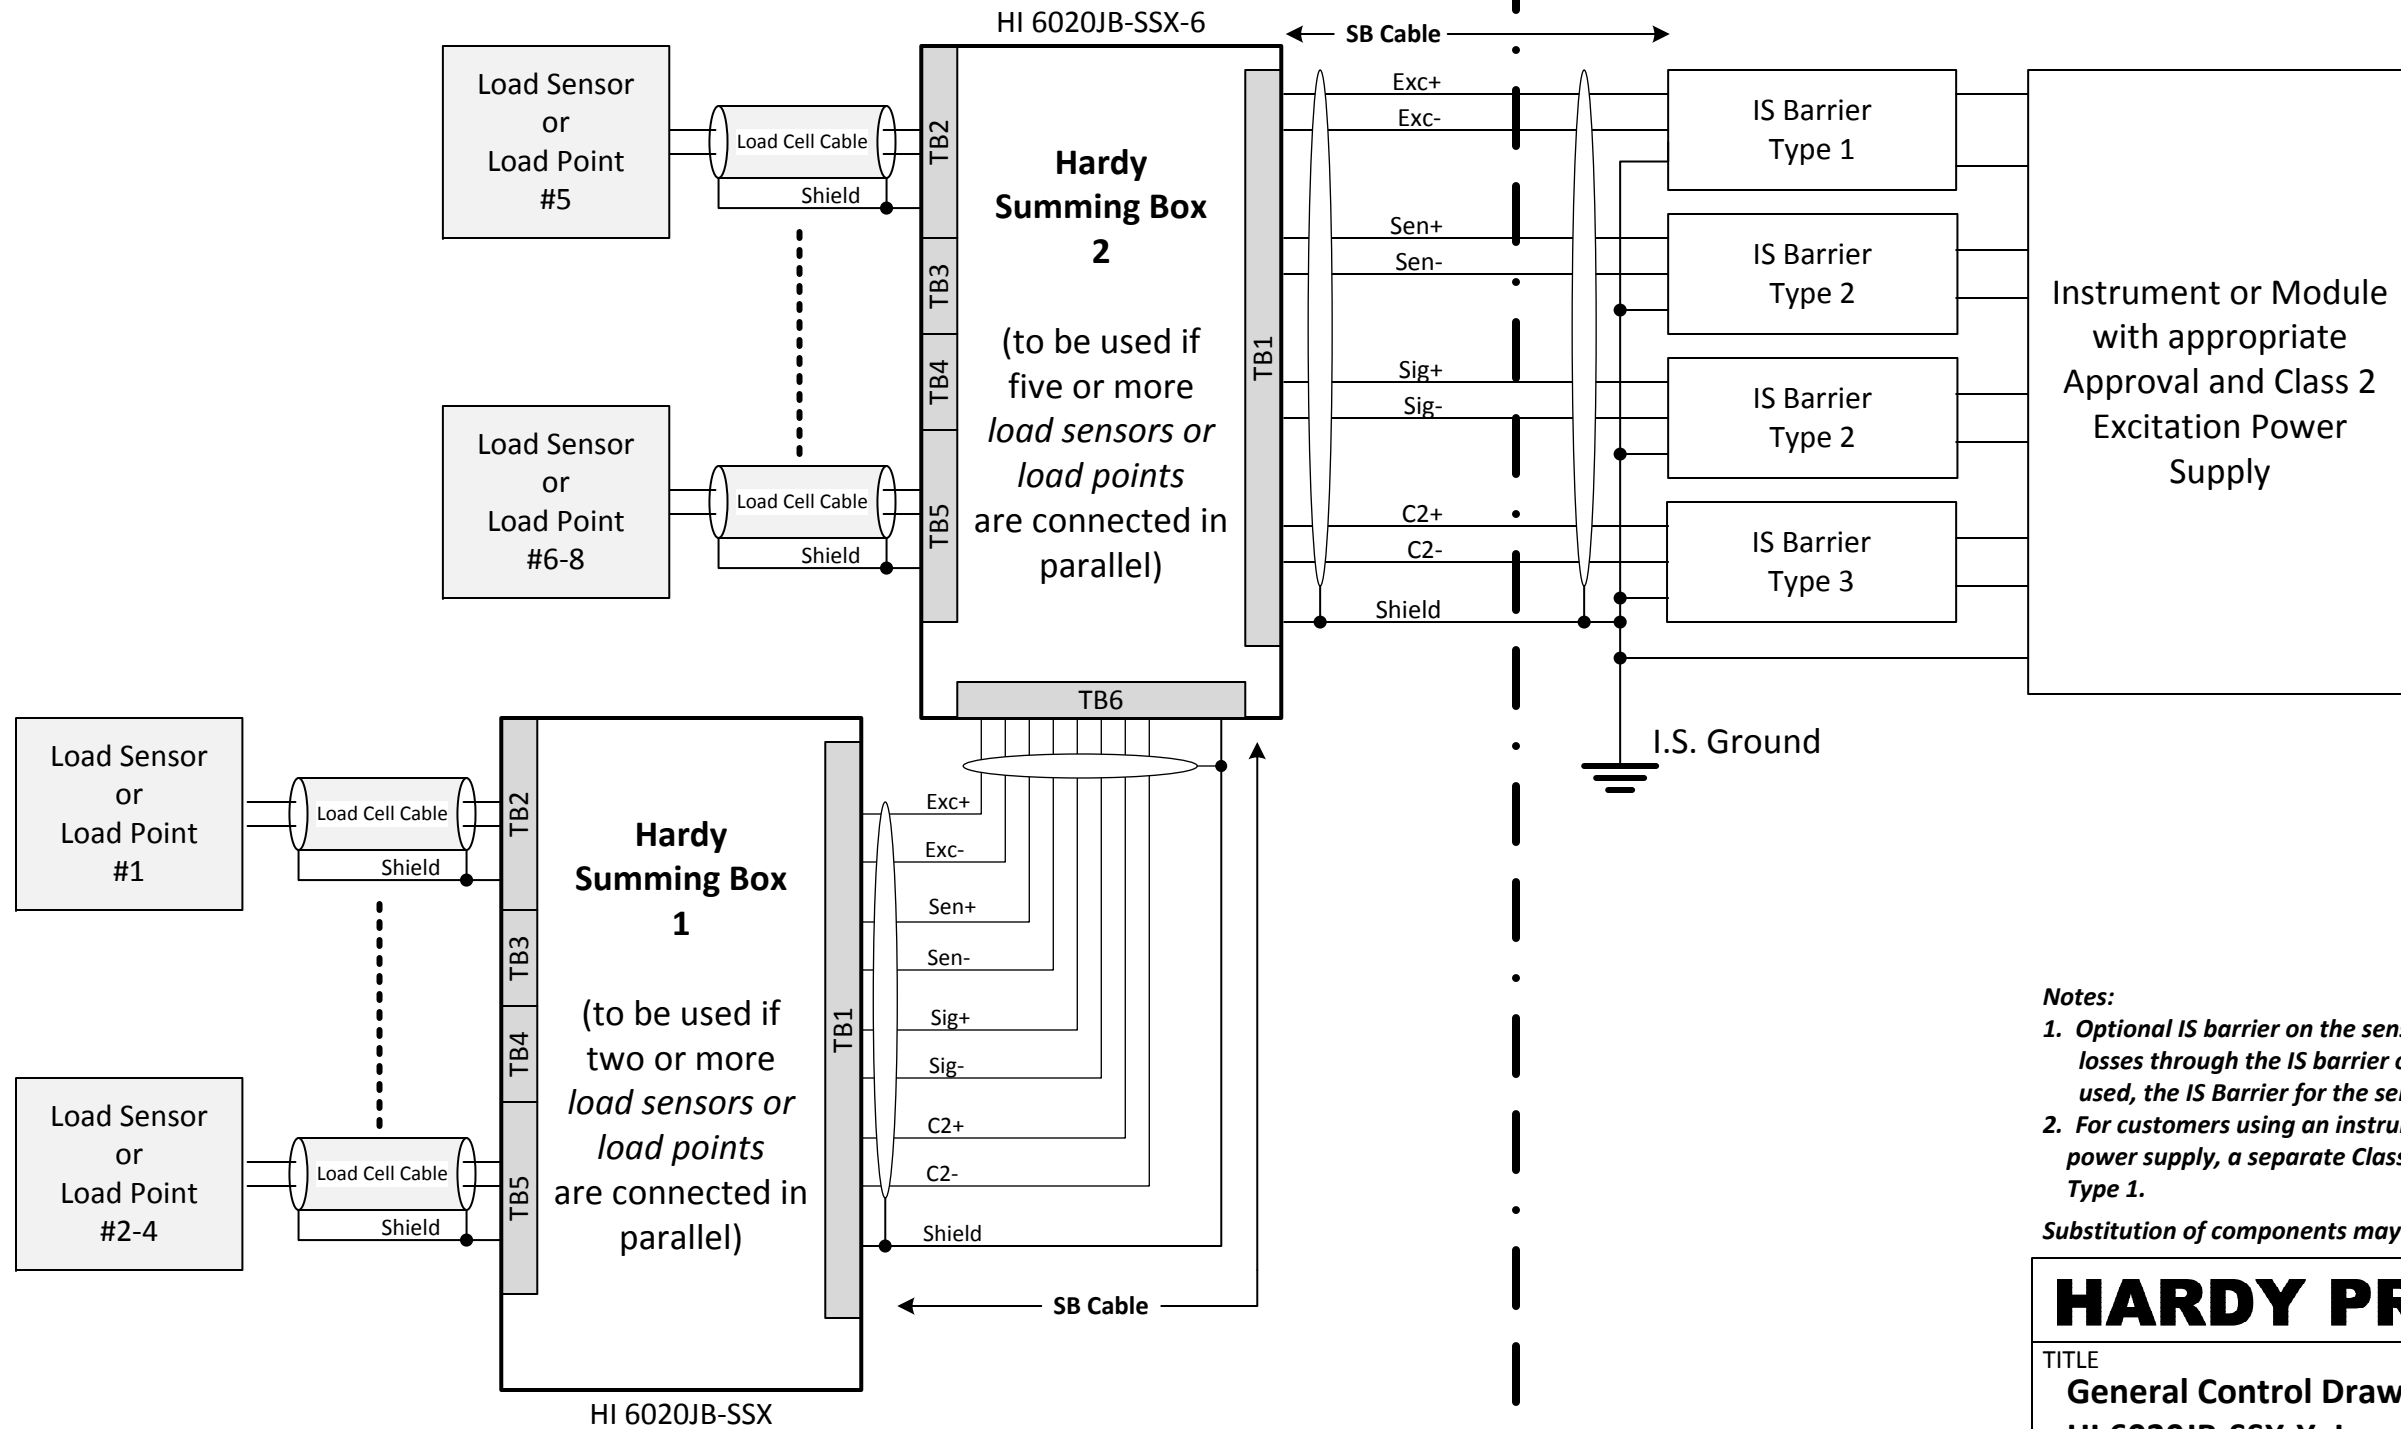 HI 6020JB-SSX-6
SB Cable
Load Sensor
or
Load Point
#5
Load Cell Cable
Shield
TB2
TB3
TB4
TB5
Hardy
Summing Box
2
(to be used if
five or more
load sensors or
load points
are connected in
parallel)
TB1
TB6
Load Sensor
or
Load Point
#6-8
Load Cell Cable
Shield
Exc+
Exc-
Sen+
Sen-
Sig+
Sig-
C2+
C2-
Shield
IS Barrier
Type 1
IS Barrier
Type 2
IS Barrier
Type 2
IS Barrier
Type 3
Instrument or Module
with appropriate
Approval and Class 2
Excitation Power
Supply
I.S. Ground
Load Sensor
or
Load Point
#1
Load Cell Cable
Shield
TB2
TB3
TB4
TB5
Hardy
Summing Box
1
(to be used if
two or more
load sensors or
load points
are connected in
parallel)
TB1
Load Sensor
or
Load Point
#2-4
Load Cell Cable
Shield
Exc+
Exc-
Sen+
Sen-
Sig+
Sig-
C2+
C2-
Shield
SB Cable
HI 6020JB-SSX
Notes:
1. Optional IS barrier on the
losses through the IS barrier
used, the IS Barrier for the
2. For customers using an
power supply, a separate
Type 1.
Substitution of components may
HARDY
TITLE
General Control